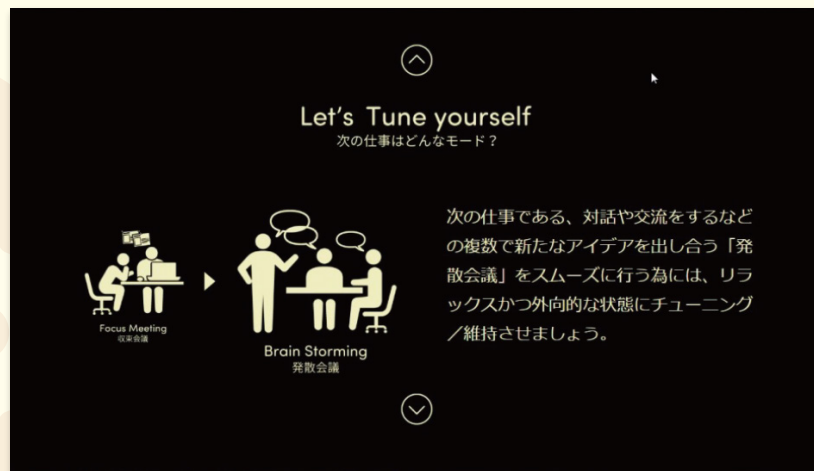 Let's Tune yourself
次の仕事はどんなモード？
Focus Meeting
収束会議
Brain Storming
発散会議
次の仕事である、対話や交流をするなど
の複数で新たなアイデアを出し合う「発
散会議」をスムーズに行う為には、リラ
ックスかつ外向的な状態にチューニング
／維持させましょう。